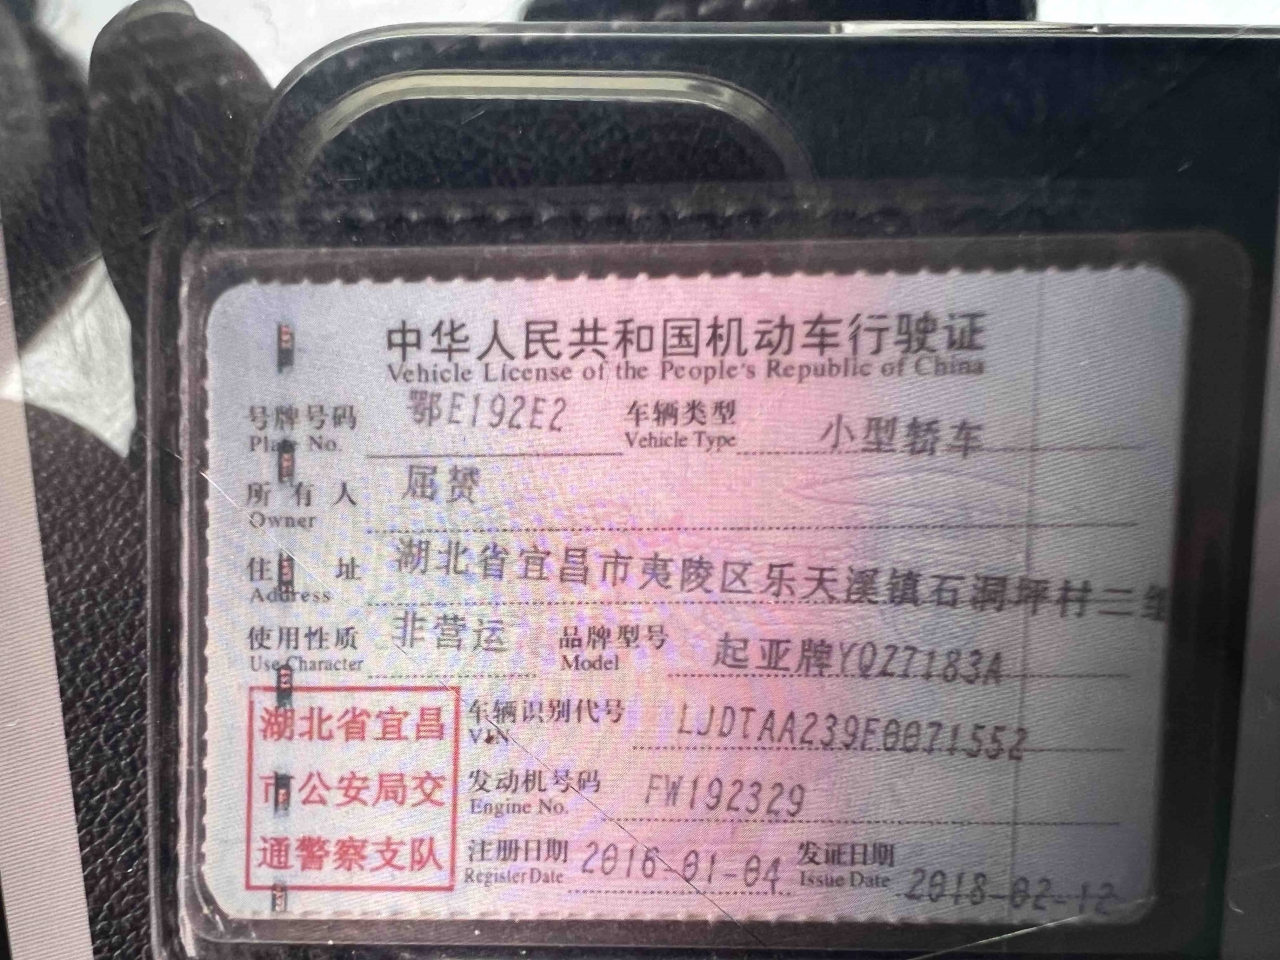 中华人民共和国机动车行驶证
Vehicle License of the People's Republic of China
号牌号码 鄂E192E2 车辆类型 小型轿车
Plate No. Vehicle Type
所有人 屈赟
Owner
住址 湖北省宜昌市夷陵区乐天溪镇石洞坪村二组
Address
使用性质 非营运 品牌型号 起亚牌YQZ7183A
Use Character Model
湖北省宜昌
市公安局交
通警察支队
车辆识别代号 LJDTAA239F0071552
VIN
发动机号码 FW192329
Engine No.
注册日期 2016-01-04 发证日期 2018-02-12
Register Date Issue Date